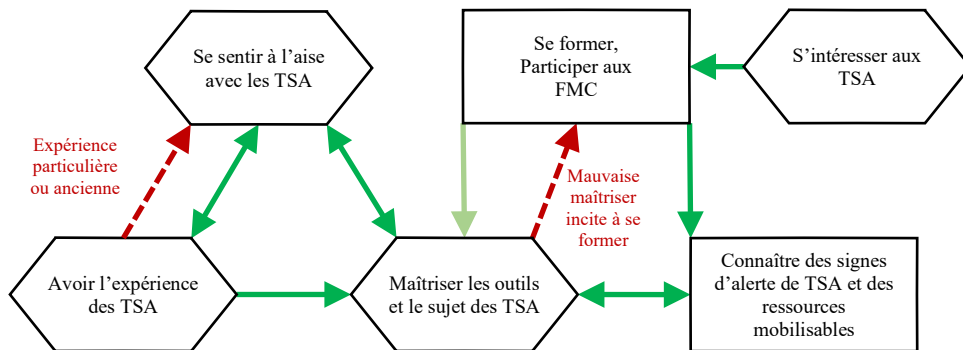 Se sentir à l’aise
avec les TSA
Se former,
Participer aux
FMC
S’intéresser aux
TSA
Expérience
particulière
ou ancienne
Mauvaise
maîtriser
incite à se
former
Avoir l’expérience
des TSA
Maîtriser les outils
et le sujet des TSA
Connaître des signes
d’alerte de TSA et des
ressources
mobilisables